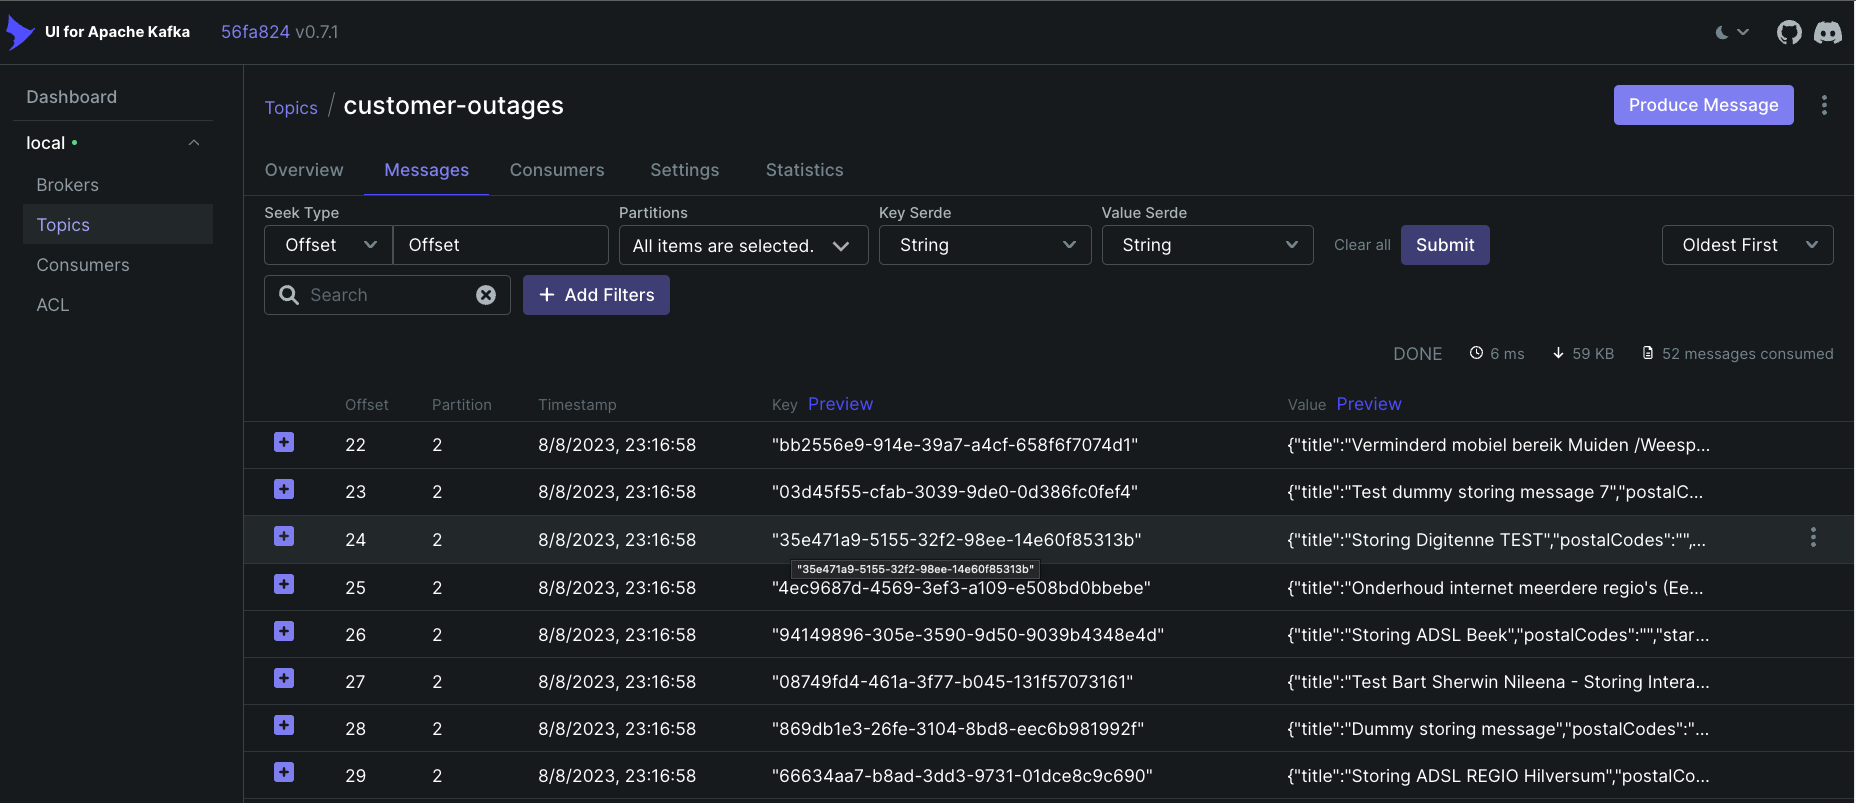 UI for Apache Kafka 56fa824 v0.7.1
Dashboard
local
Brokers
Topics
Consumers
ACL
Topics / customer-outages
Produce Message
Overview Messages Consumers Settings Statistics
Seek Type Partitions Key Serde Value Serde
Offset Offset All items are selected. String String Clear all Submit Oldest First
Search Add Filters
DONE 6 ms 59 KB 52 messages consumed
Offset Partition Timestamp Key Preview Value Preview
22 2 8/8/2023, 23:16:58 "bb2556e9-914e-39a7-a4cf-658f6f7074d1" {"title":"Verminderd mobiel bereik Muiden /Weesp...
23 2 8/8/2023, 23:16:58 "03d45f55-cfab-3039-9de0-0d386fc0fef4" {"title":"Test dummy storing message 7","postalC...
24 2 8/8/2023, 23:16:58 "35e471a9-5155-32f2-98ee-14e60f85313b" {"title":"Storing Digitenne TEST","postalCodes":"",...
"35e471a9-5155-32f2-98ee-14e60f85313b"
25 2 8/8/2023, 23:16:58 "4ec9687d-4569-3ef3-a109-e508bd0bbebe" {"title":"Onderhoud internet meerdere regio's (Ee...
26 2 8/8/2023, 23:16:58 "94149896-305e-3590-9d50-9039b4348e4d" {"title":"Storing ADSL Beek","postalCodes":"","star...
27 2 8/8/2023, 23:16:58 "08749fd4-461a-3f77-b045-131f57073161" {"title":"Test Bart Sherwin Nileena - Storing Intera...
28 2 8/8/2023, 23:16:58 "869db1e3-26fe-3104-8bd8-eec6b981992f" {"title":"Dummy storing message","postalCodes":"...
29 2 8/8/2023, 23:16:58 "66634aa7-b8ad-3dd3-9731-01dce8c9c690" {"title":"Storing ADSL REGIO Hilversum","postalCo...